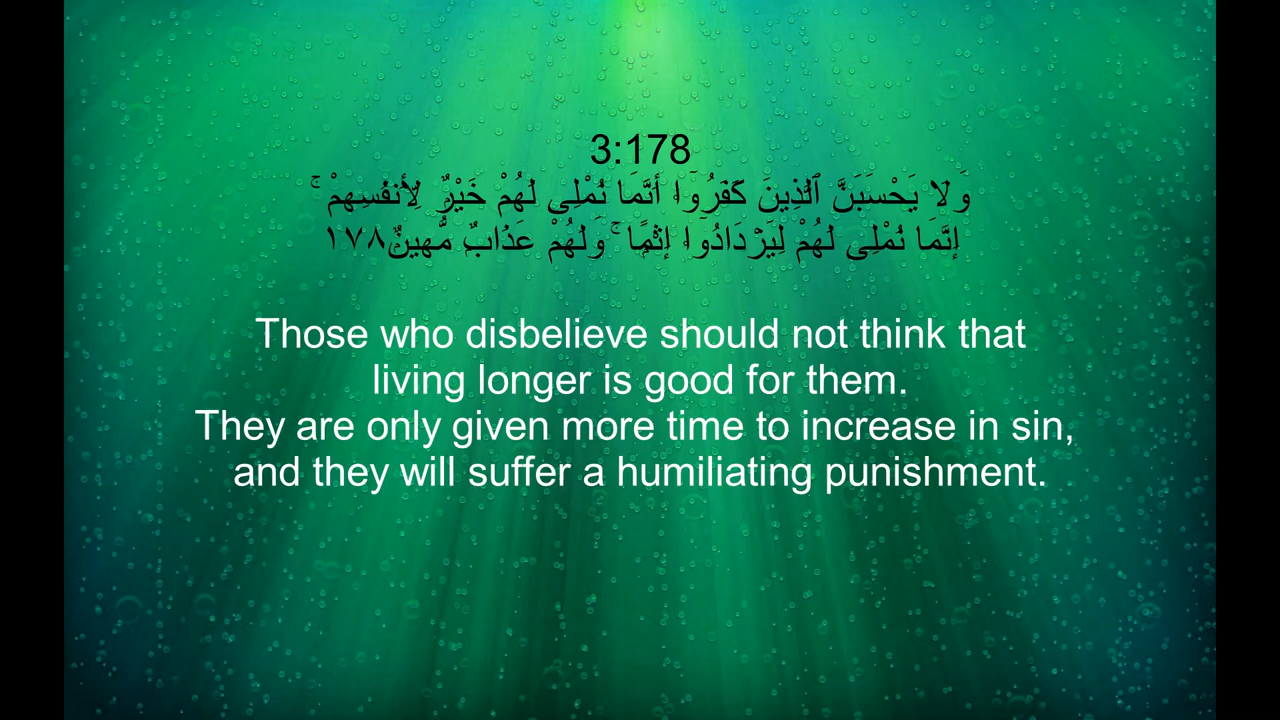 3:178
وَلَا يَحْسَبَنَّ ٱلَّذِينَ كَفَرُوٓا۟ أَنَّمَا نُمْلِى لَهُمْ خَيْرٌۭ لِّأَنفُسِهِمْ ۚ
إِنَّمَا نُمْلِى لَهُمْ لِيَزْدَادُوٓا۟ إِثْمًۭا ۚ وَلَهُمْ عَذَابٌۭ مُّهِينٌۭ ١٧٨
Those who disbelieve should not think that
living longer is good for them.
They are only given more time to increase in sin,
and they will suffer a humiliating punishment.